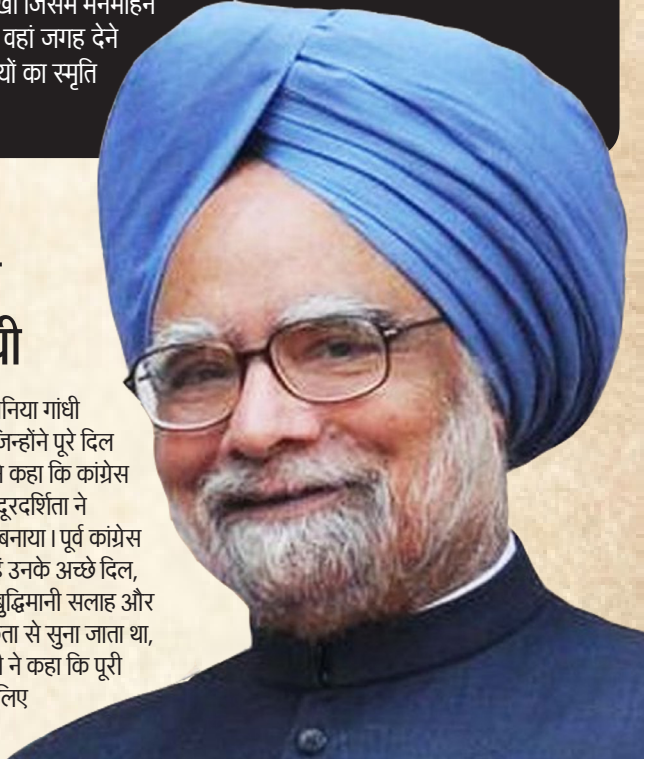 जिसमें मनमोहन
वहां जगह देने
यों का स्मृति
धी
निया गांधी
जिन्होंने पूरे दिल
कहा कि कांग्रेस
दूरदर्शिता ने
बनाया। पूर्व कांग्रेस
उनके अच्छे दिल,
बुद्धिमानी सलाह और
ता से सुना जाता था,
ने कहा कि पूरी
लिए